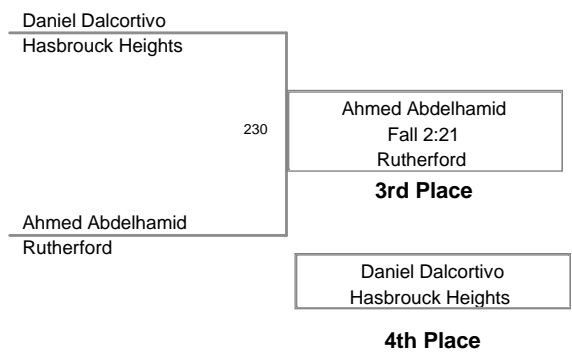 Daniel Dalcortivo
Hasbrouck Heights
230
Ahmed Abdelhamid
Fall 2:21
Rutherford
3rd Place
Ahmed Abdelhamid
Rutherford
Daniel Dalcortivo
Hasbrouck Heights
4th Place